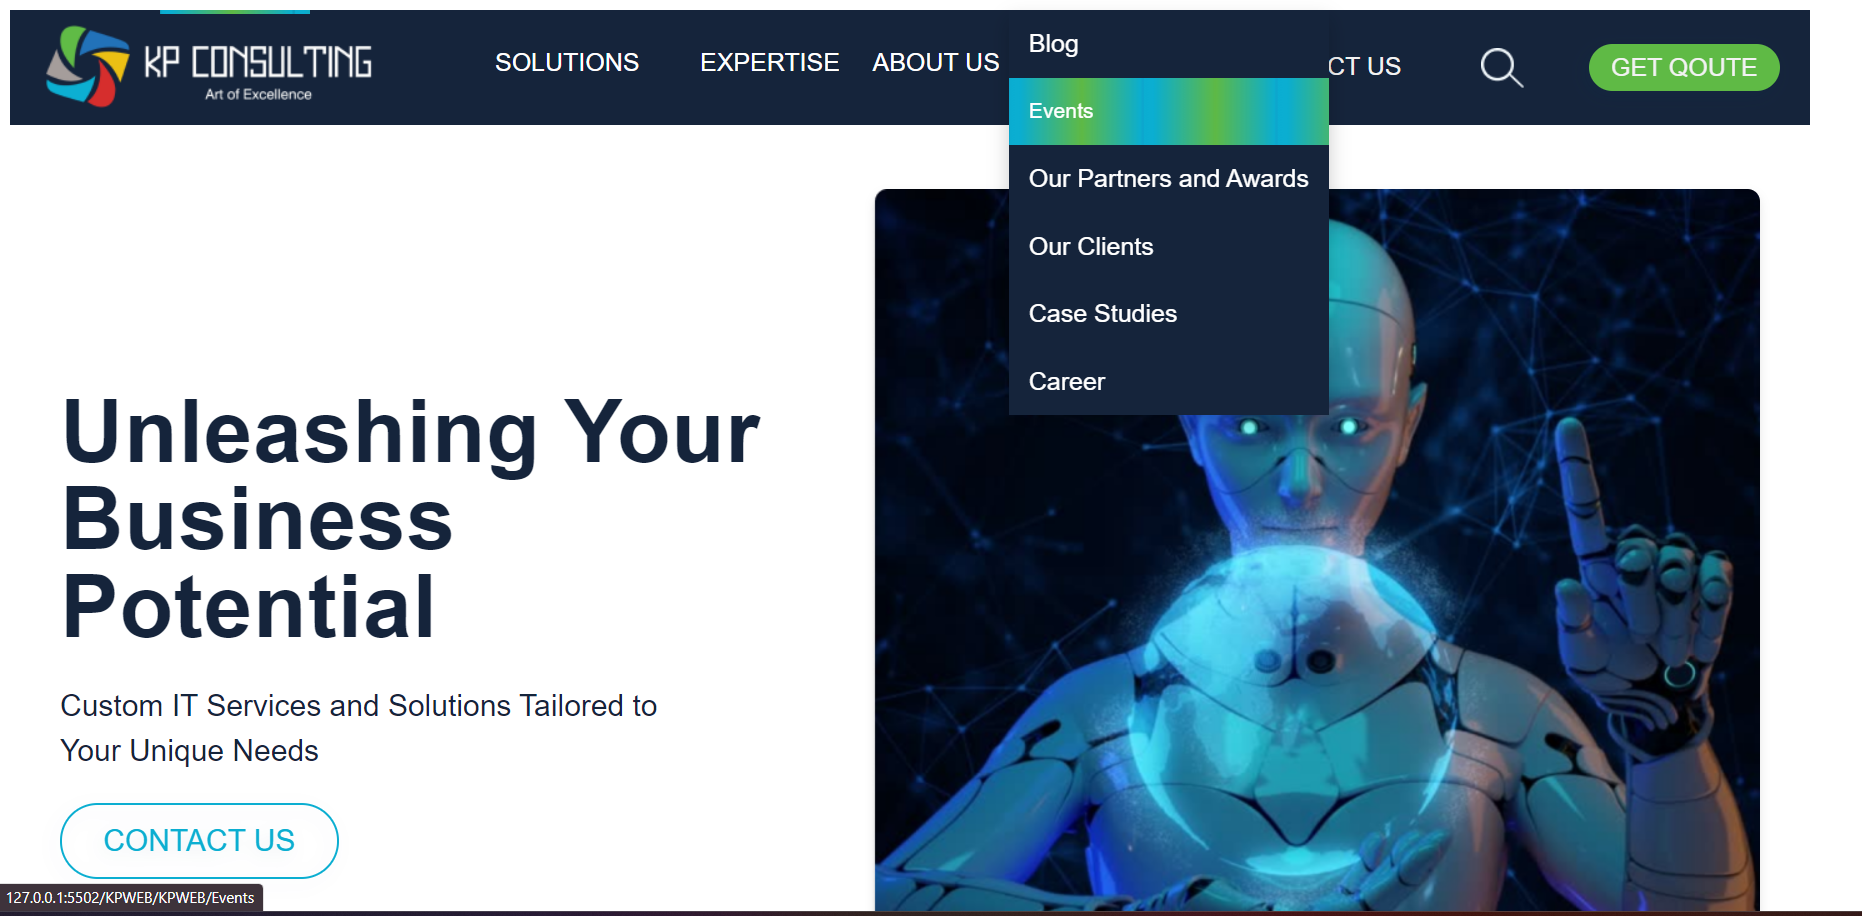 KP CONSULTING
Art of Excellence
SOLUTIONS
EXPERTISE
ABOUT US
CT US
GET QOUTE
Blog
Events
Our Partners and Awards
Our Clients
Case Studies
Career
Unleashing Your
Business
Potential
Custom IT Services and Solutions Tailored to
Your Unique Needs
CONTACT US
127.0.0.1:5502/KPWEB/KPWEB/Events